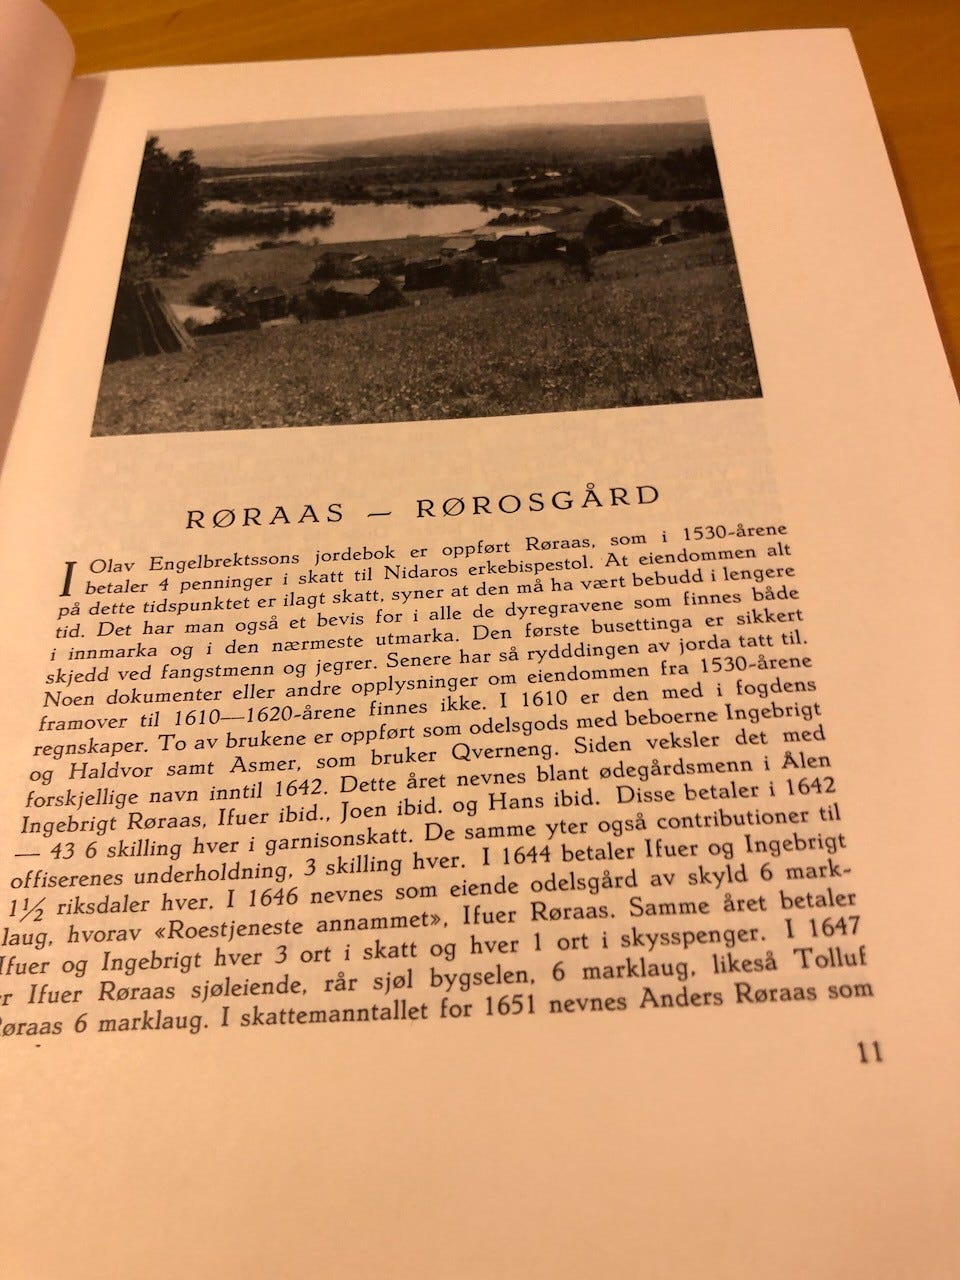 RØRAAS — RØROSGÅRD
I Olav Engelbrektssons jordebok er oppført Røraas, som i 1530-årene
betaler 4 penninger i skatt til Nidaros erkebispestol. At eiendommen alt
på dette tidspunktet er ilagt skatt, syner at den må ha vært bebudd i lengere
tid. Det har man også et bevis for i alle de dyregravene som finnes både
i innmarka og i den nærmeste utmarka. Den første busettinga er sikkert
skjedd ved fangstmenn og jegrer. Senere har så rydddingen av jorda tatt til.
Noen dokumenter eller andre opplysninger om eiendommen fra 1530-årene
framover til 1610—1620-årene finnes ikke. I 1610 er den med i fogdens
regnskaper. To av brukene er oppført som odelsgods med beboerne Ingebrigt
og Haldvor samt Asmer, som bruker Qverneng. Siden veksler det med
forskjellige navn inntil 1642. Dette året nevnes blant ødegårdsmenn i Ålen
Ingebrigt Røraas, Ifuer ibid., Joen ibid. og Hans ibid. Disse betaler i 1642
— 43 6 skilling hver i garnisonskatt. De samme yter også contributioner til
offiserenes underholdning, 3 skilling hver. I 1644 betaler Ifuer og Ingebrigt
1½ riksdaler hver. I 1646 nevnes som eiende odelsgård av skyld 6 mark-
laug, hvorav «Roestjeneste annammet», Ifuer Røraas. Samme året betaler
Ifuer og Ingebrigt hver 3 ort i skatt og hver 1 ort i skysspenger. I 1647
er Ifuer Røraas sjøleiende, rår sjøl bygselen, 6 marklaug, likeså Tolluf
Røraas 6 marklaug. I skattemanntallet for 1651 nevnes Anders Røraas som
11